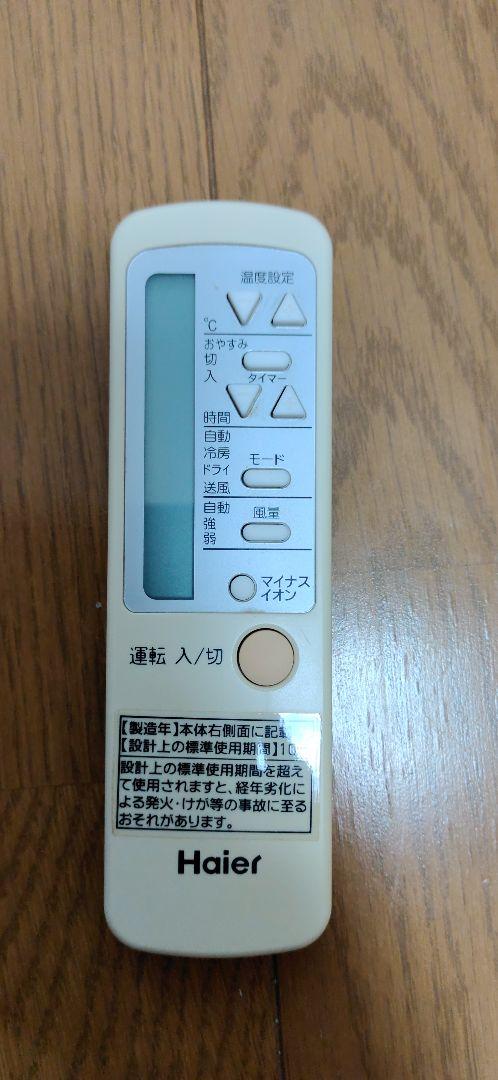 温度設定
℃
おやすみ
切
入
タイマー
時間
自動
冷房
ドライ
モード
送風
自動
風量
強
弱
マイナス
イオン
運転 入/切
【製造年】本体右側面に記載
【設計上の標準使用期間】10
設計上の標準使用期間を超え
て使用されますと、経年劣化に
よる発火・けが等の事故に至る
おそれがあります。
Haier